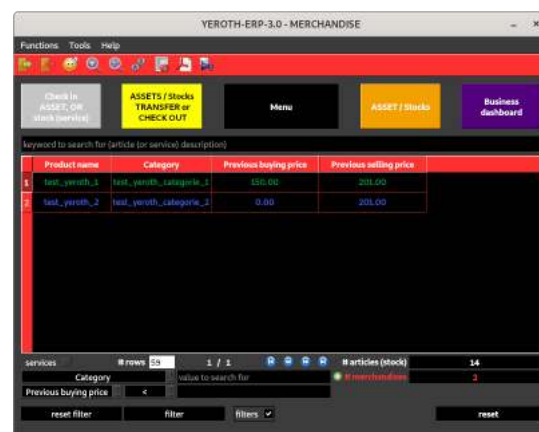 YEROTH-ERP-3.0 - MERCHANDISE
Functions Tools Help
Check in
ASSET, OR
stock (service)
ASSETS / Stocks
TRANSFER or
CHECK OUT
Menu
ASSET / Stocks
Business
dashboard
keyword to search for (article (or service) description)
Product name Category Previous buying price Previous selling price
1 test_yeroth_1 test_yeroth_categorie_1 150.00 201.00
2 test_yeroth_2 test_yeroth_categorie_2 0.00 201.00
services # rows 59 1 / 1 # articles (stock) 14
Category value to search for # merchandises 2
Previous buying price <
reset filter filter filters reset